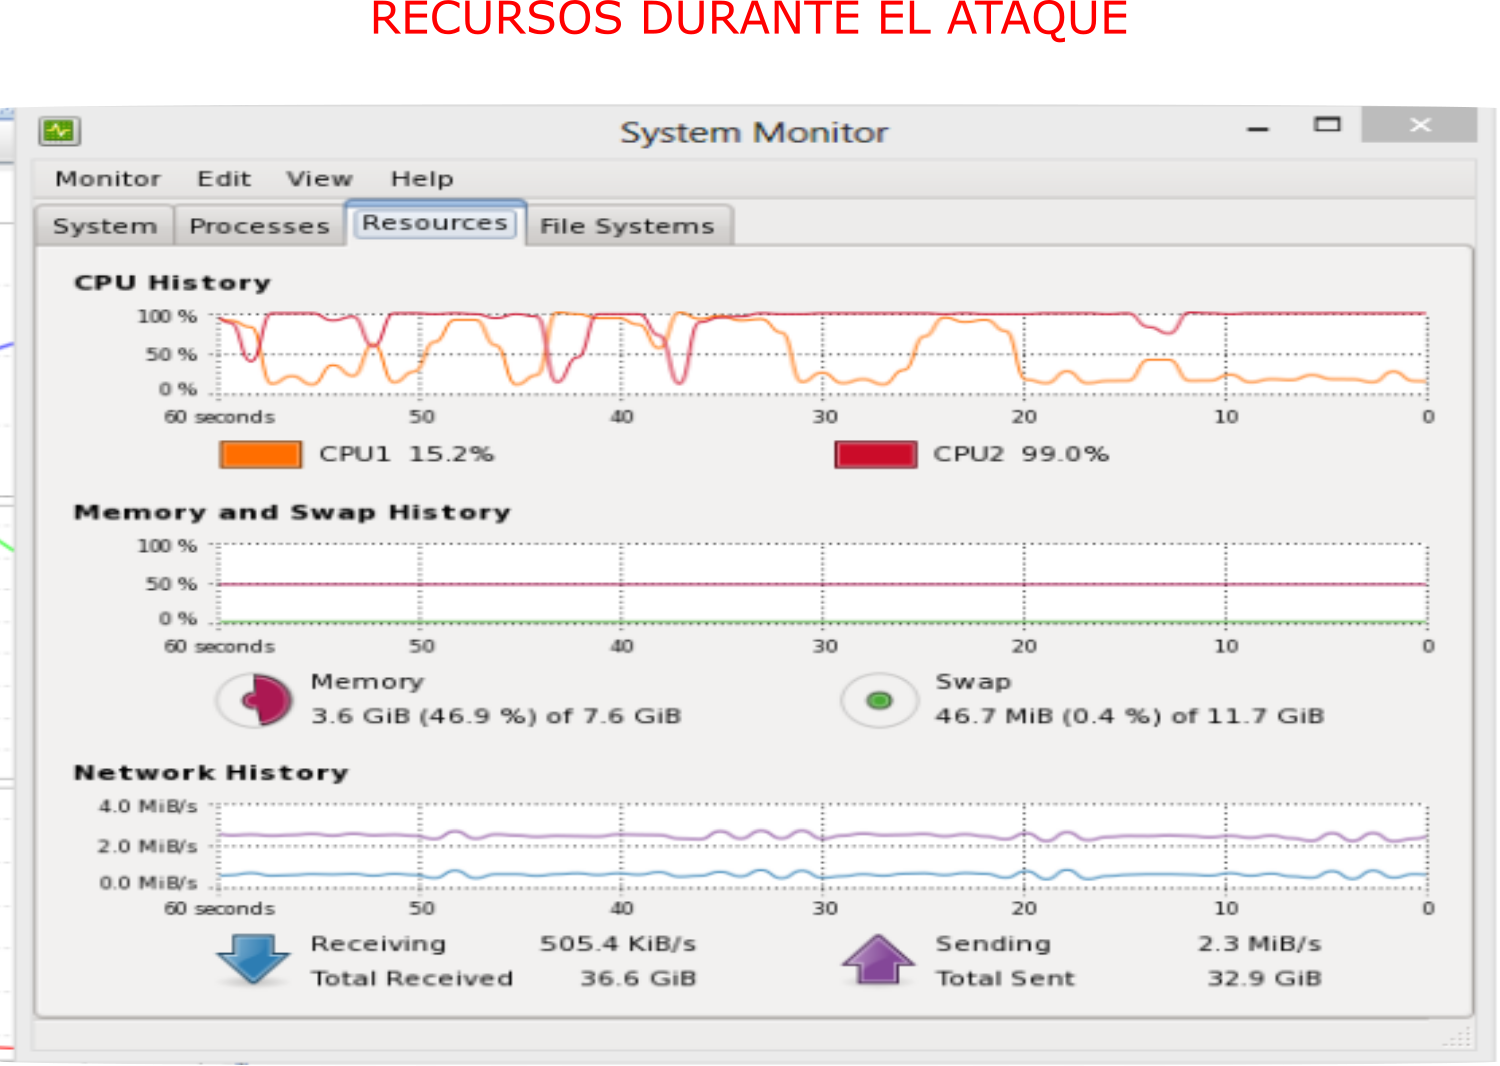 RECURSOS DURANTE EL ATAQUE
System Monitor
Monitor Edit View Help
System Processes Resources File Systems
CPU History
100 %
50 %
0 %
60 seconds 50 40 30 20 10 0
CPU1 15.2% CPU2 99.0%
Memory and Swap History
100 %
50 %
0 %
60 seconds 50 40 30 20 10 0
Memory Swap
3.6 GiB (46.9 %) of 7.6 GiB 46.7 MiB (0.4 %) of 11.7 GiB
Network History
4.0 MiB/s
2.0 MiB/s
0.0 MiB/s
60 seconds 50 40 30 20 10 0
Receiving 505.4 KiB/s Sending 2.3 MiB/s
Total Received 36.6 GiB Total Sent 32.9 GiB